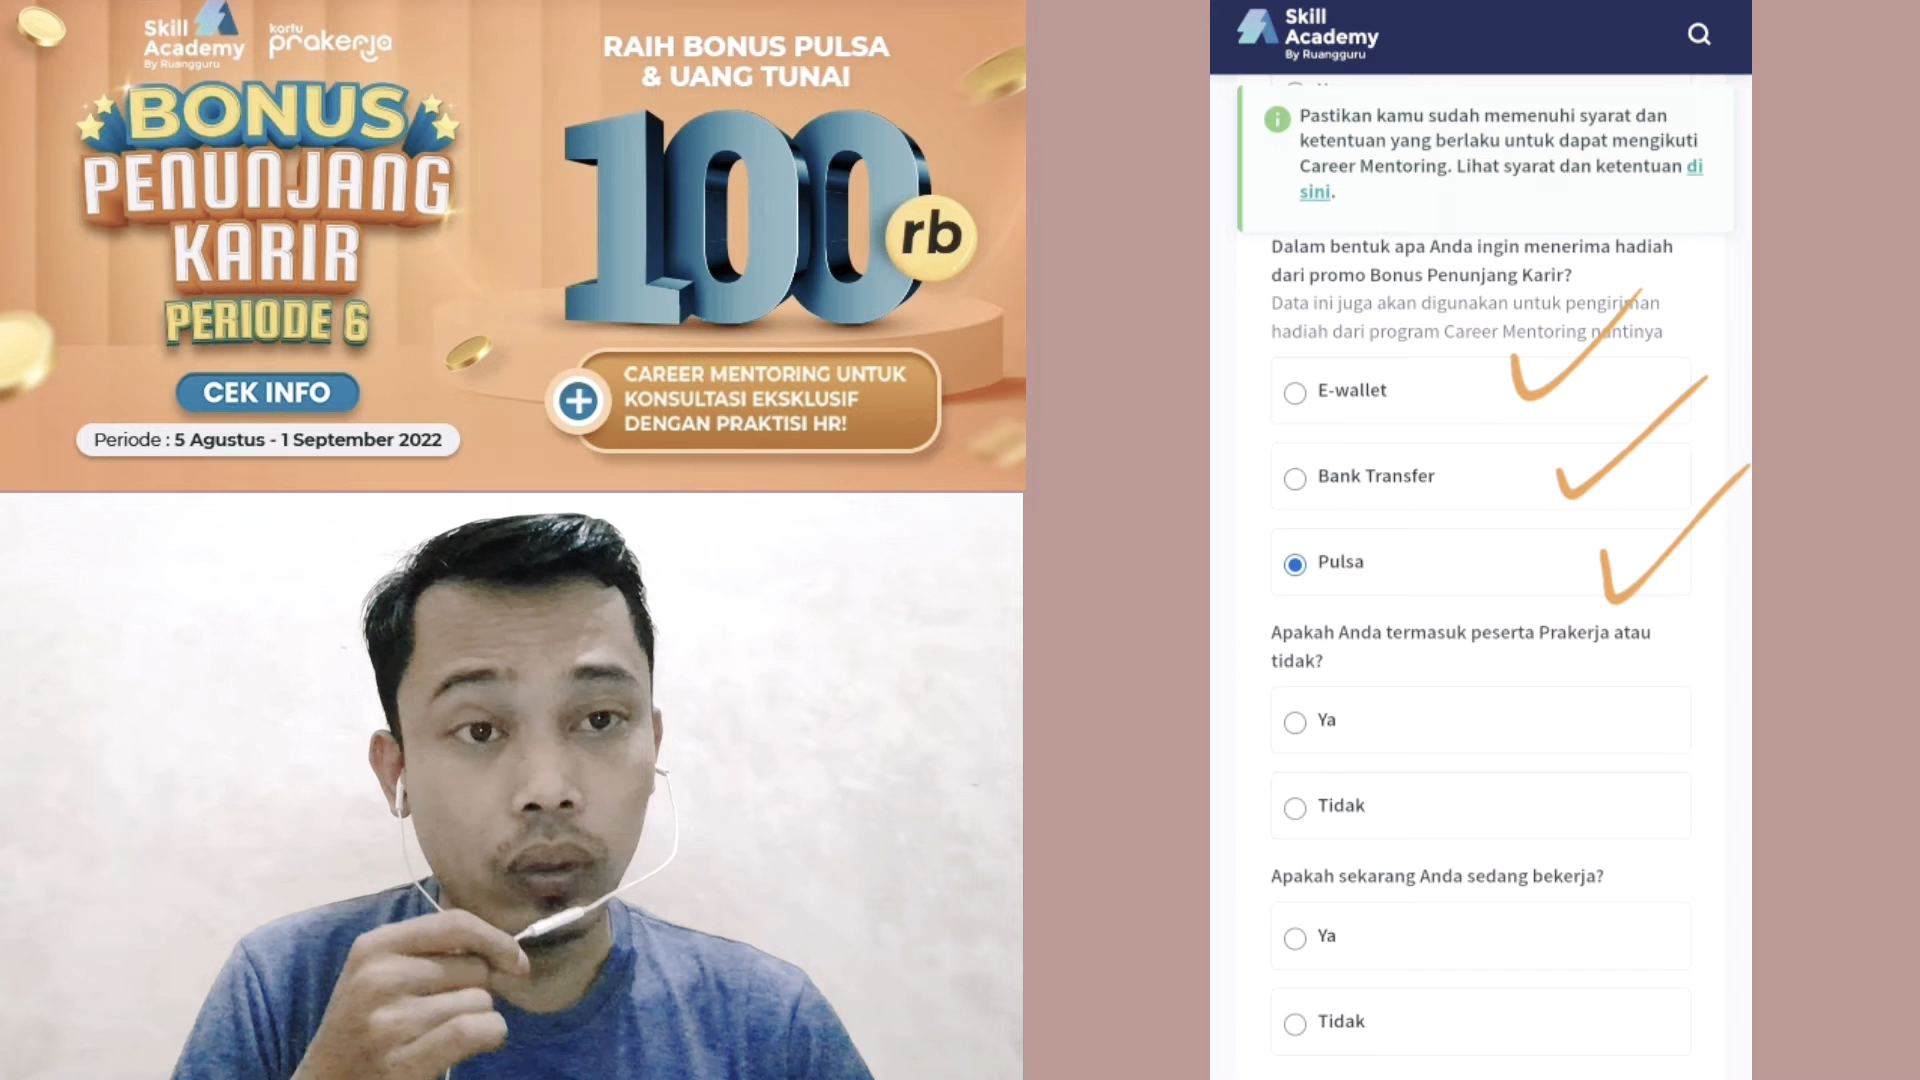 Skill
Academy
By Ruangguru
kartu
prakerja
BONUS
PENUNJANG
KARIR
PERIODE 6
CEK INFO
Periode : 5 Agustus - 1 September 2022
RAIH BONUS PULSA
& UANG TUNAI
100
rb
CAREER MENTORING UNTUK
KONSULTASI EKSKLUSIF
DENGAN PRAKTISI HR!
Skill
Academy
By Ruangguru
Pastikan kamu sudah memenuhi syarat dan
ketentuan yang berlaku untuk dapat mengikuti
Career Mentoring. Lihat syarat dan ketentuan di
sini.
Dalam bentuk apa Anda ingin menerima hadiah
dari promo Bonus Penunjang Karir?
Data ini juga akan digunakan untuk pengiriman
hadiah dari program Career Mentoring nantinya
E-wallet
Bank Transfer
Pulsa
Apakah Anda termasuk peserta Prakerja atau
tidak?
Ya
Tidak
Apakah sekarang Anda sedang bekerja?
Ya
Tidak